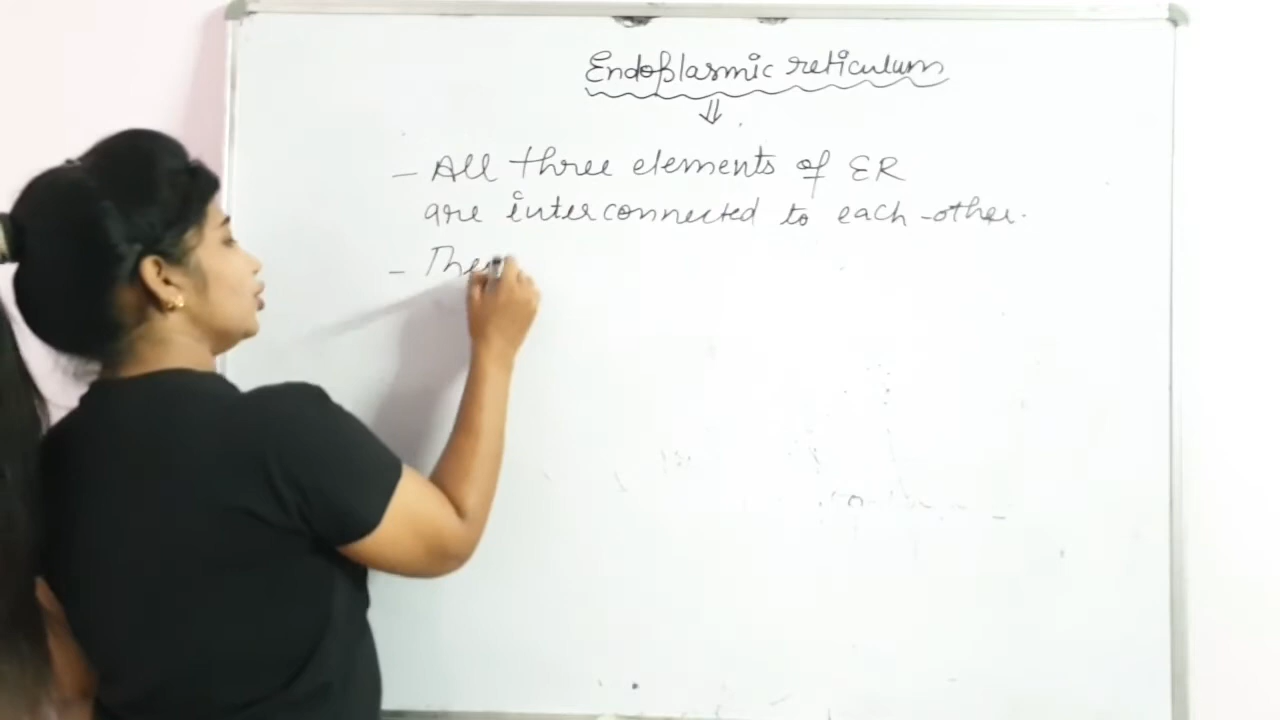 Endoplasmic reticulum
⇓
- All three elements of ER
are interconnected to each-other.
- The